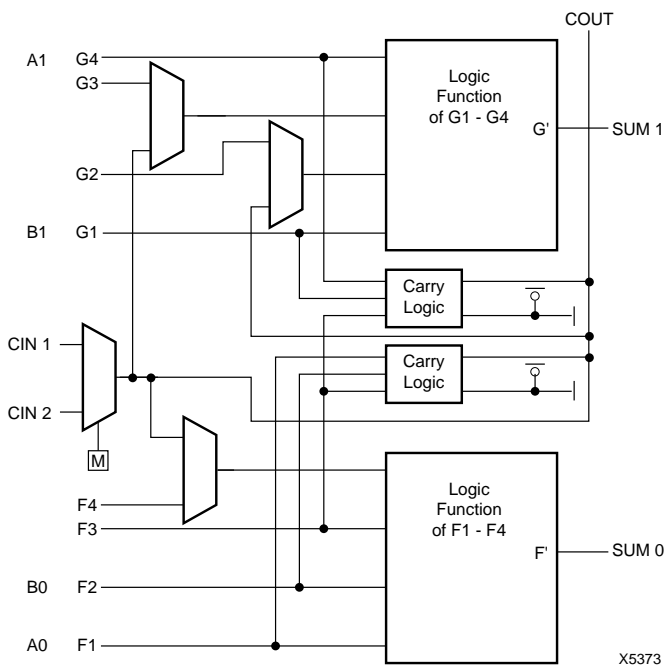 COUT
A1 G4
G3
Logic
Function
of G1 - G4
G' SUM 1
G2
B1 G1
Carry
Logic
CIN 1
Carry
Logic
CIN 2
M
F4
F3
Logic
Function
of F1 - F4
F' SUM 0
B0 F2
A0 F1
X5373